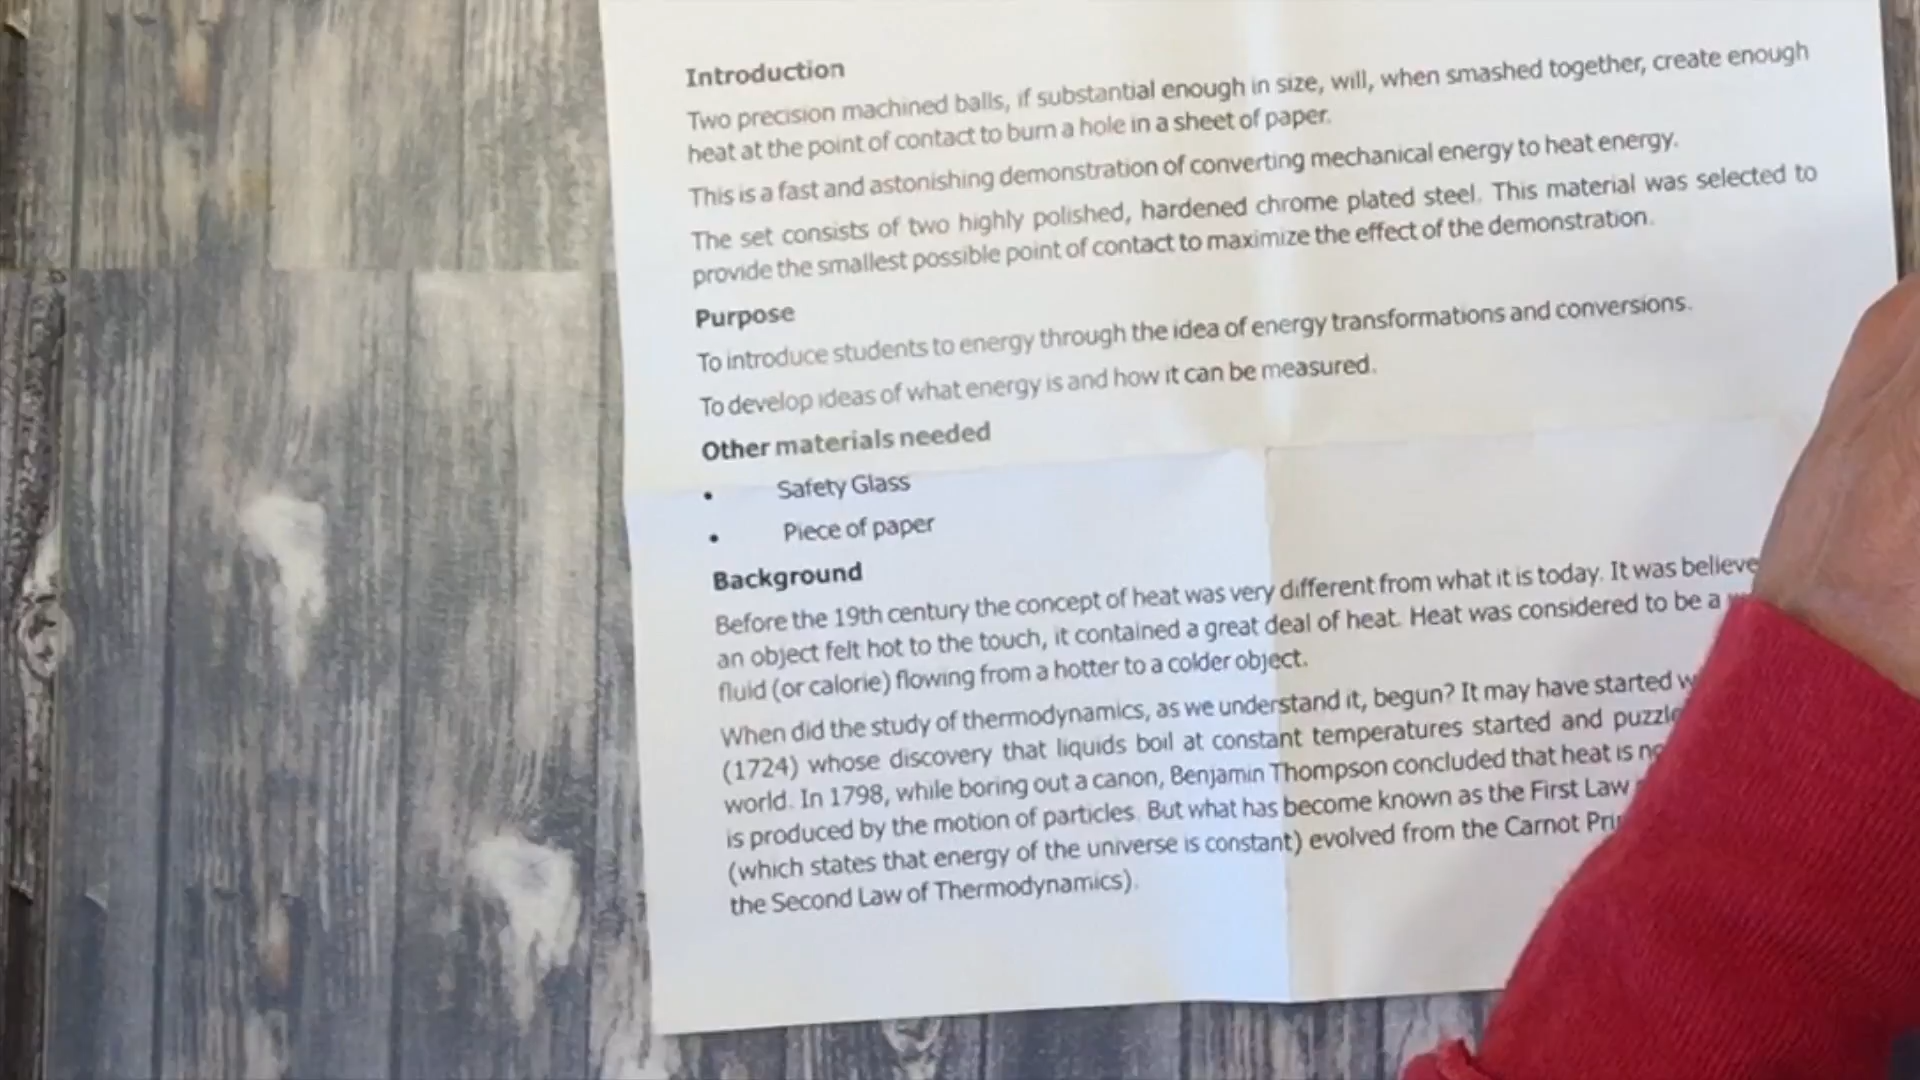 Introduction
Two precision machined balls, if substantial enough in size, will, when smashed together, create enough
heat at the point of contact to burn a hole in a sheet of paper.
This is a fast and astonishing demonstration of converting mechanical energy to heat energy.
The set consists of two highly polished, hardened chrome plated steel. This material was selected to
provide the smallest possible point of contact to maximize the effect of the demonstration.
Purpose
To introduce students to energy through the idea of energy transformations and conversions.
To develop ideas of what energy is and how it can be measured.
Other materials needed
• Safety Glass
• Piece of paper
Background
Before the 19th century the concept of heat was very different from what it is today. It was believe
an object felt hot to the touch, it contained a great deal of heat. Heat was considered to be a
fluid (or calorie) flowing from a hotter to a colder object.
When did the study of thermodynamics, as we understand it, begun? It may have started
(1724) whose discovery that liquids boil at constant temperatures started and puzzle
world. In 1798, while boring out a canon, Benjamin Thompson concluded that heat is
is produced by the motion of particles. But what has become known as the First Law
(which states that energy of the universe is constant) evolved from the Carnot
the Second Law of Thermodynamics).